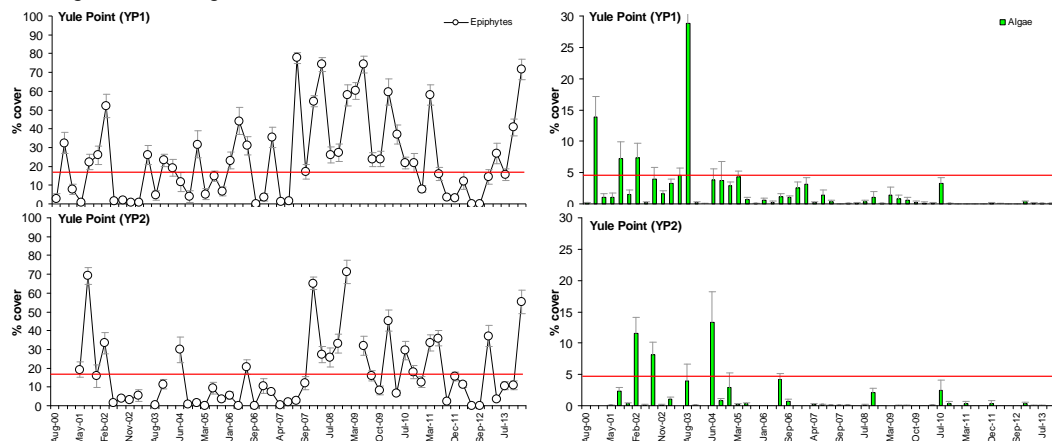 Yule Point (YP1)
Epiphytes
% cover
100
90
80
70
60
50
40
30
20
10
0
Yule Point (YP1)
Algae
% cover
30
25
20
15
10
5
0
Yule Point (YP2)
% cover
100
90
80
70
60
50
40
30
20
10
0
Aug-00
May-01
Feb-02
Nov-02
Aug-03
Jun-04
Mar-05
Jan-06
Sep-06
Apr-07
Jun-08
Mar-09
Oct-09
Jul-10
Mar-11
Dec-11
Sep-12
Jul-13
Yule Point (YP2)
% cover
30
25
20
15
10
5
0
Aug-00
May-01
Feb-02
Nov-02
Aug-03
Jun-04
Mar-05
Jan-06
Sep-06
Apr-07
Jun-08
Mar-09
Oct-09
Jul-10
Mar-11
Dec-11
Sep-12
Jul-13